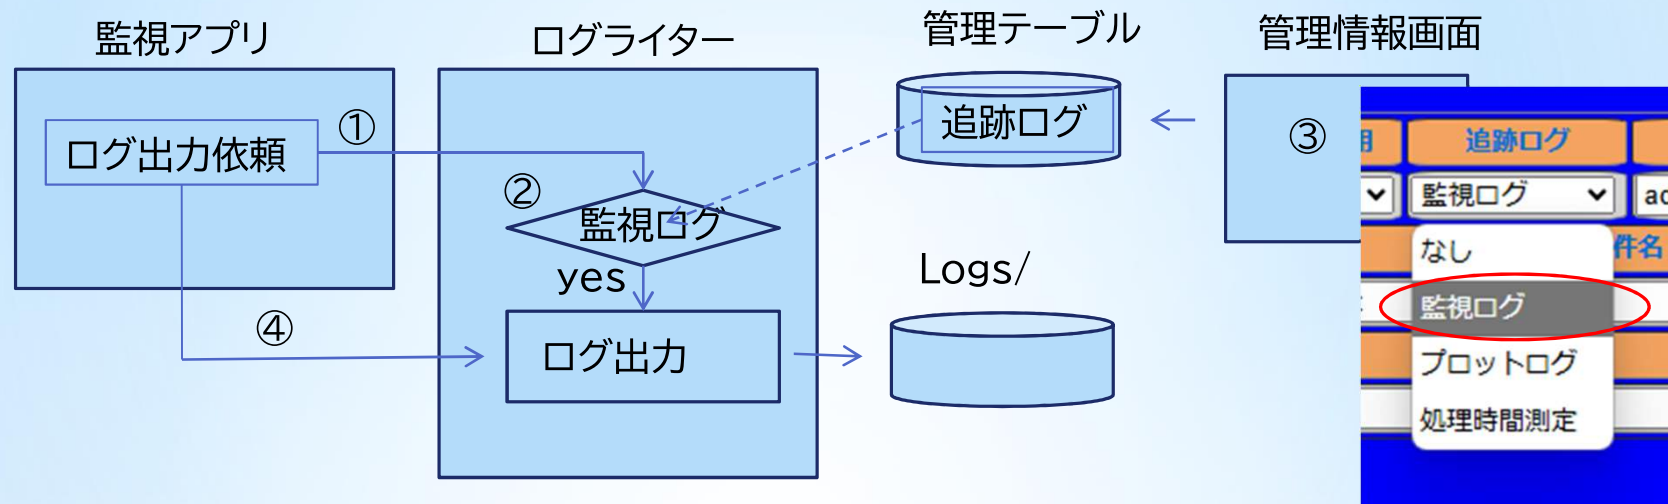 監視アプリ
ログライター
管理テーブル
管理情報画面
ログ出力依頼
①
②
監視ログ
yes
ログ出力
④
追跡ログ
Logs/
③
追跡ログ
監視ログ
ac
なし
件名
監視ログ
プロットログ
処理時間測定